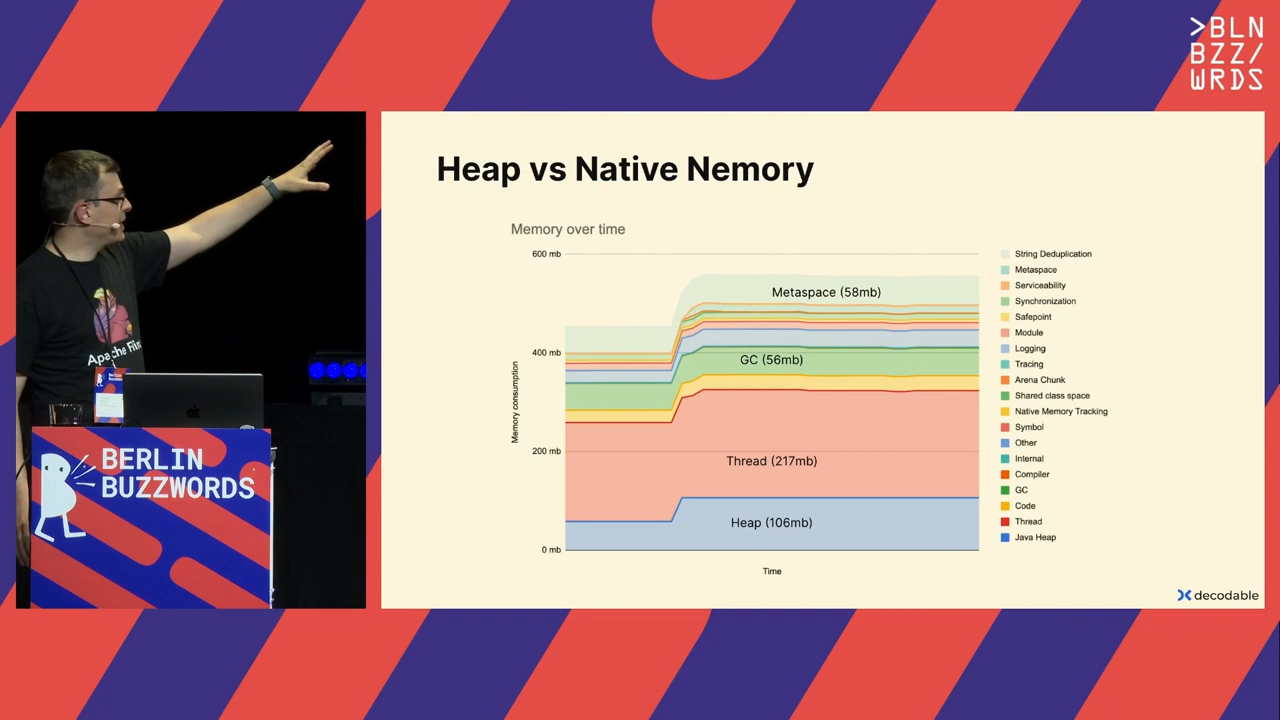 >BLN
BZZ/
WRDS
Heap vs Native Nemory
Memory over time
600 mb
400 mb
200 mb
0 mb
Memory consumption
Time
Metaspace (58mb)
GC (56mb)
Thread (217mb)
Heap (106mb)
String Deduplication
Metaspace
Serviceability
Synchronization
Safepoint
Module
Logging
Tracing
Arena Chunk
Shared class space
Native Memory Tracking
Symbol
Other
Internal
Compiler
GC
Code
Thread
Java Heap
decodable
BERLIN
BUZZWORDS